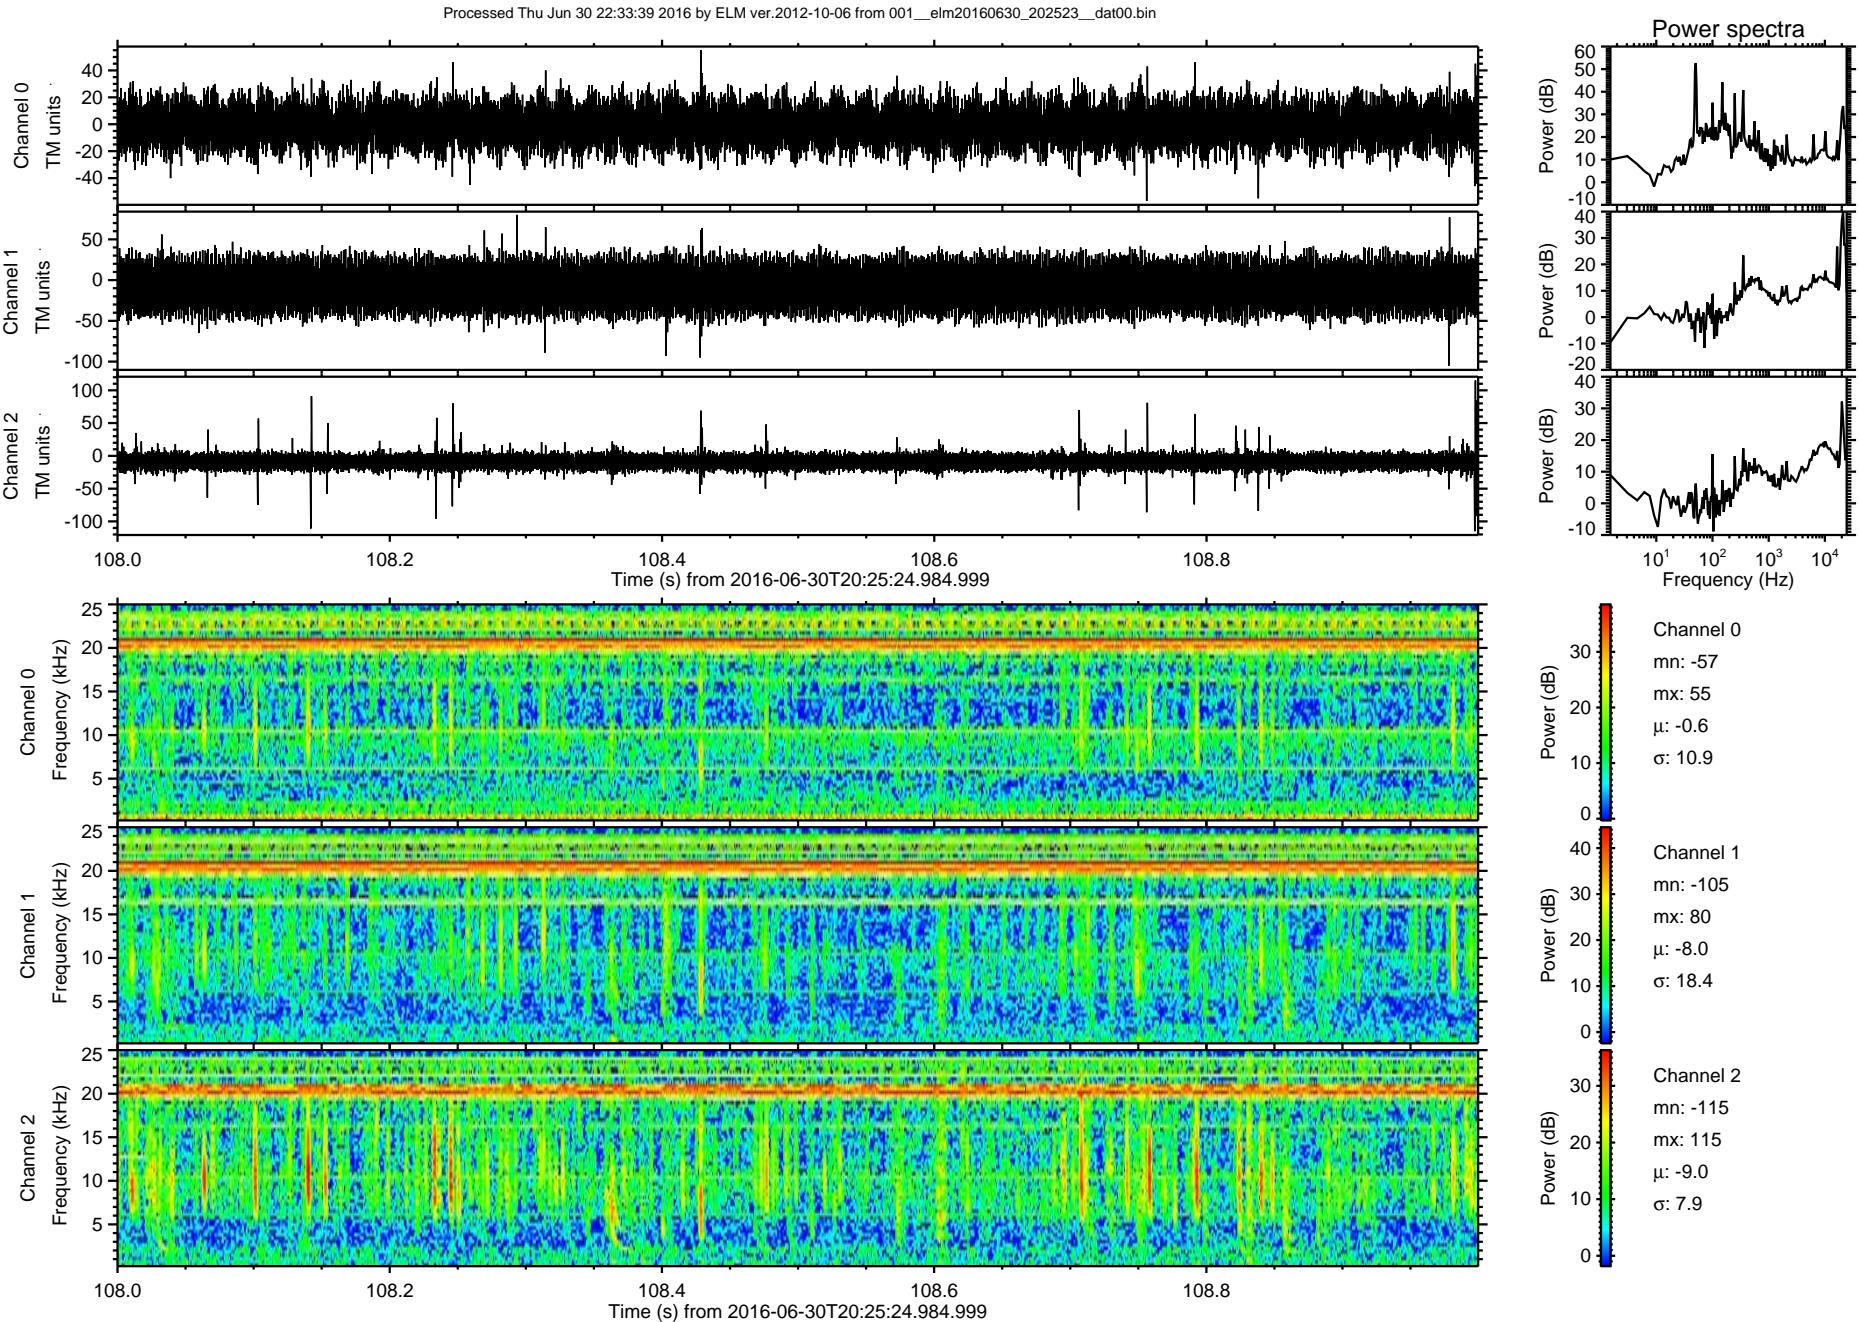 Processed Thu Jun 30 22:33:39 2016 by ELM ver.2012-10-06 from 001__elm20160630_202523__dat00.bin
Power spectra
Channel 0
TM units
40
20
0
-20
-40
Power (dB)
60
50
40
30
20
10
0
-10
Channel 1
TM units
50
0
-50
-100
Power (dB)
40
30
20
10
0
-10
-20
Channel 2
TM units
100
50
0
-50
-100
Power (dB)
40
30
20
10
0
-10
108.0 108.2 108.4 108.6 108.8
Time (s) from 2016-06-30T20:25:24.984.999
10^1 10^2 10^3 10^4
Frequency (Hz)
Channel 0
Frequency (kHz)
25
20
15
10
5
Power (dB)
30
20
10
0
Channel 0
mn: -57
mx: 55
μ: -0.6
σ: 10.9
Channel 1
Frequency (kHz)
25
20
15
10
5
Power (dB)
40
30
20
10
0
Channel 1
mn: -105
mx: 80
μ: -8.0
σ: 18.4
Channel 2
Frequency (kHz)
25
20
15
10
5
Power (dB)
30
20
10
0
Channel 2
mn: -115
mx: 115
μ: -9.0
σ: 7.9
108.0 108.2 108.4 108.6 108.8
Time (s) from 2016-06-30T20:25:24.984.999